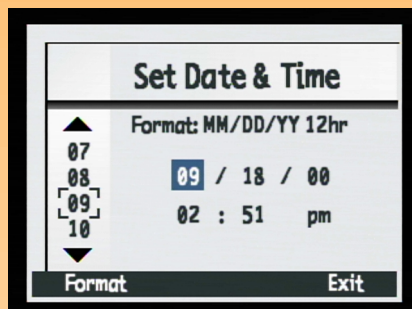 Set Date & Time
Format: MM/DD/YY 12hr
07
08
09
10
09 / 18 / 00
02 : 51 pm
Format Exit